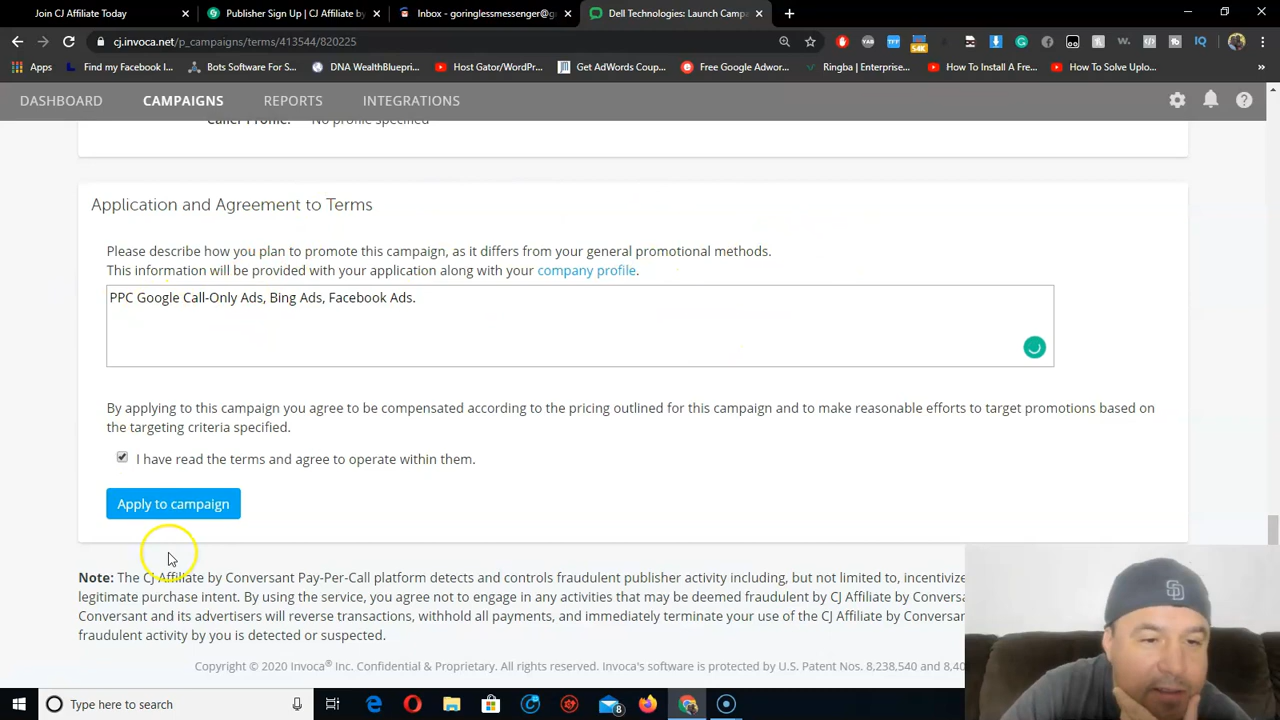 Join CJ Affiliate Today
Publisher Sign Up | CJ Affiliate by
Inbox - goringlessmessenger@g
Dell Technologies: Launch Camp
cj.invoca.net/p_campaigns/terms/413544/820225
Apps
Find my Facebook I
Bots Software For S
DNA WealthBlueprin
Host Gator/WordPr
Get AdWords Coup
Free Google Adwor
Ringba | Enterprise
How To Install A Fre
How To Solve Uplo
DASHBOARD
CAMPAIGNS
REPORTS
INTEGRATIONS
Caller Profile: No profile specified
Application and Agreement to Terms
Please describe how you plan to promote this campaign, as it differs from your general promotional methods.
This information will be provided with your application along with your company profile.
PPC Google Call-Only Ads, Bing Ads, Facebook Ads.
By applying to this campaign you agree to be compensated according to the pricing outlined for this campaign and to make reasonable efforts to target promotions based on
the targeting criteria specified.
I have read the terms and agree to operate within them.
Apply to campaign
Note: The CJ Affiliate by Conversant Pay-Per-Call platform detects and controls fraudulent publisher activity including, but not limited to, incentivize
legitimate purchase intent. By using the service, you agree not to engage in any activities that may be deemed fraudulent by CJ Affiliate by Conversa
Conversant and its advertisers will reverse transactions, withhold all payments, and immediately terminate your use of the CJ Affiliate by Conversan
fraudulent activity by you is detected or suspected.
Copyright © 2020 Invoca® Inc. Confidential & Proprietary. All rights reserved. Invoca's software is protected by U.S. Patent Nos. 8,238,540 and 8,40
Type here to search